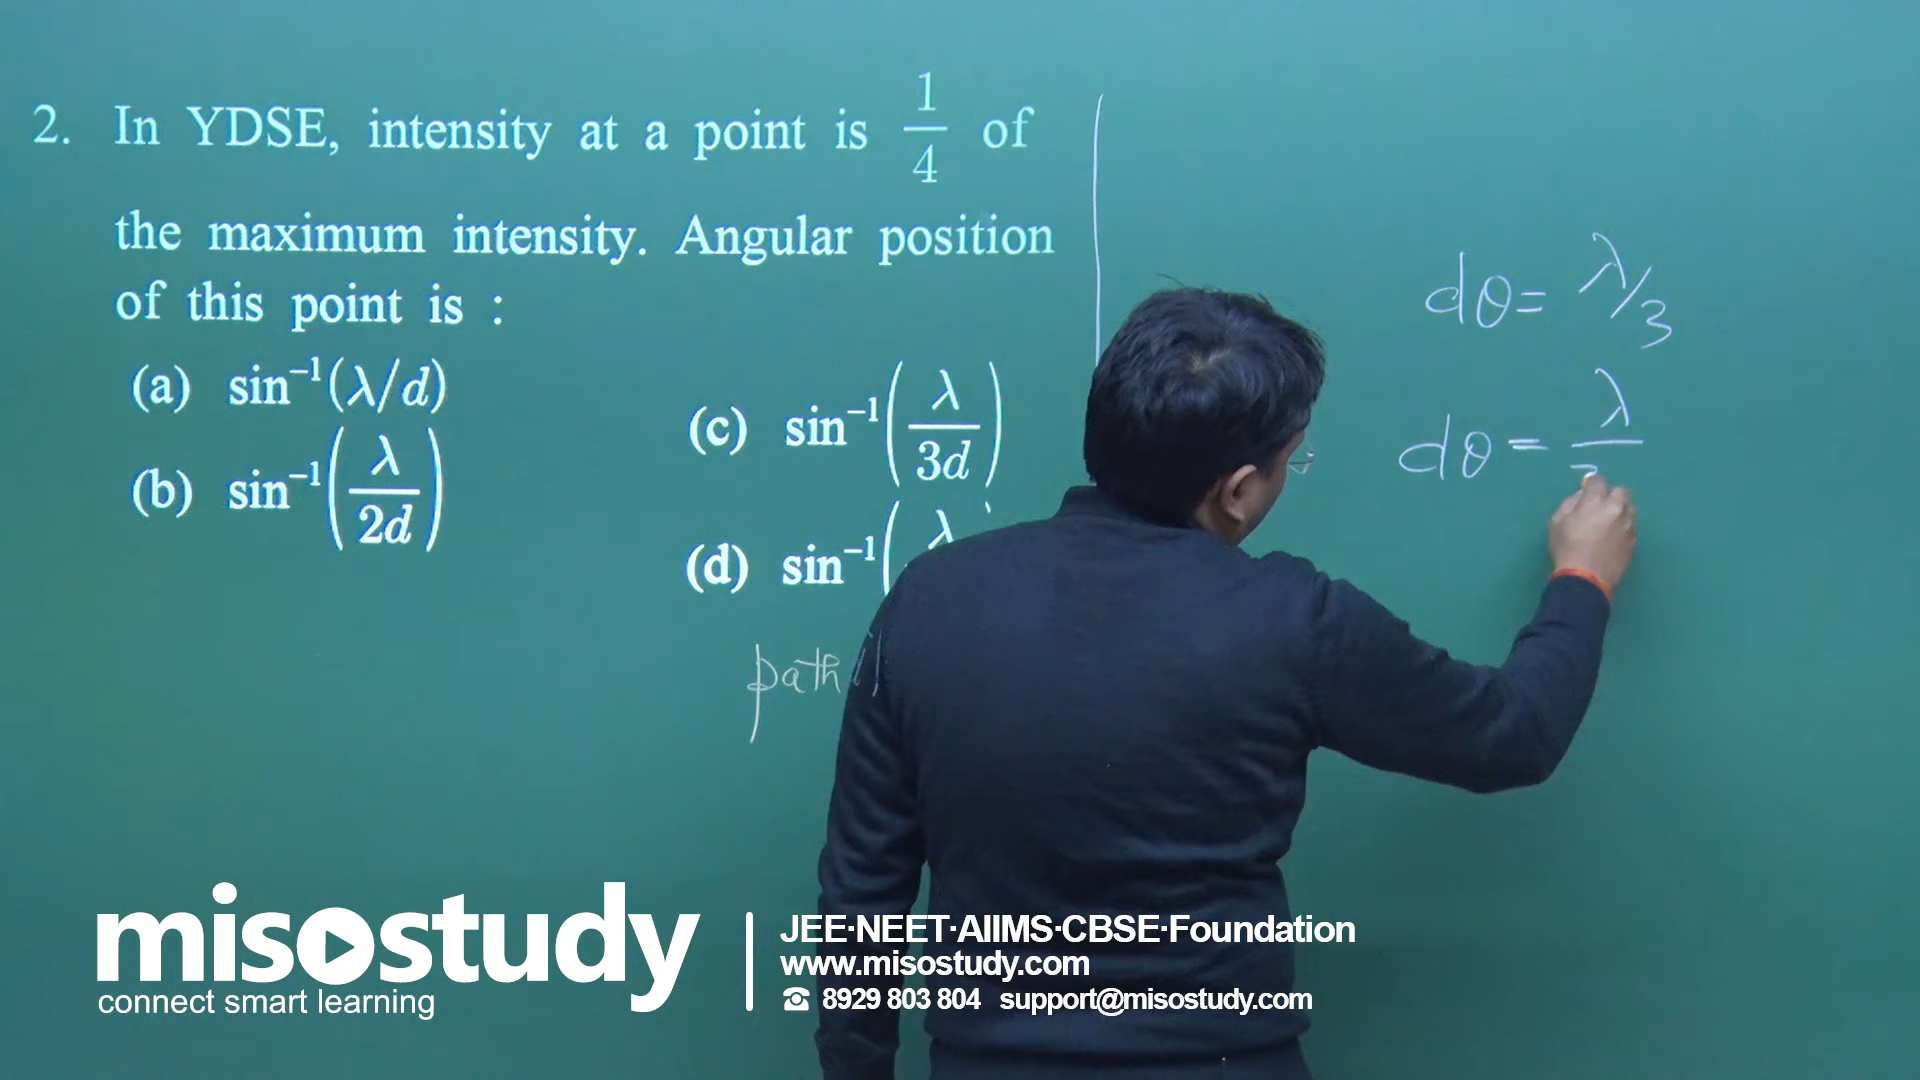 2. In YDSE, intensity at a point is 1/4 of
the maximum intensity. Angular position
of this point is :
(a) sin⁻¹(λ/d)
(b) sin⁻¹(λ/2d)
(c) sin⁻¹(λ/3d)
(d) sin⁻¹(λ
path
dθ = λ/3
dθ = λ
misostudy
connect smart learning
JEE·NEET·AIIMS·CBSE·Foundation
www.misostudy.com
☎ 8929 803 804 support@misostudy.com